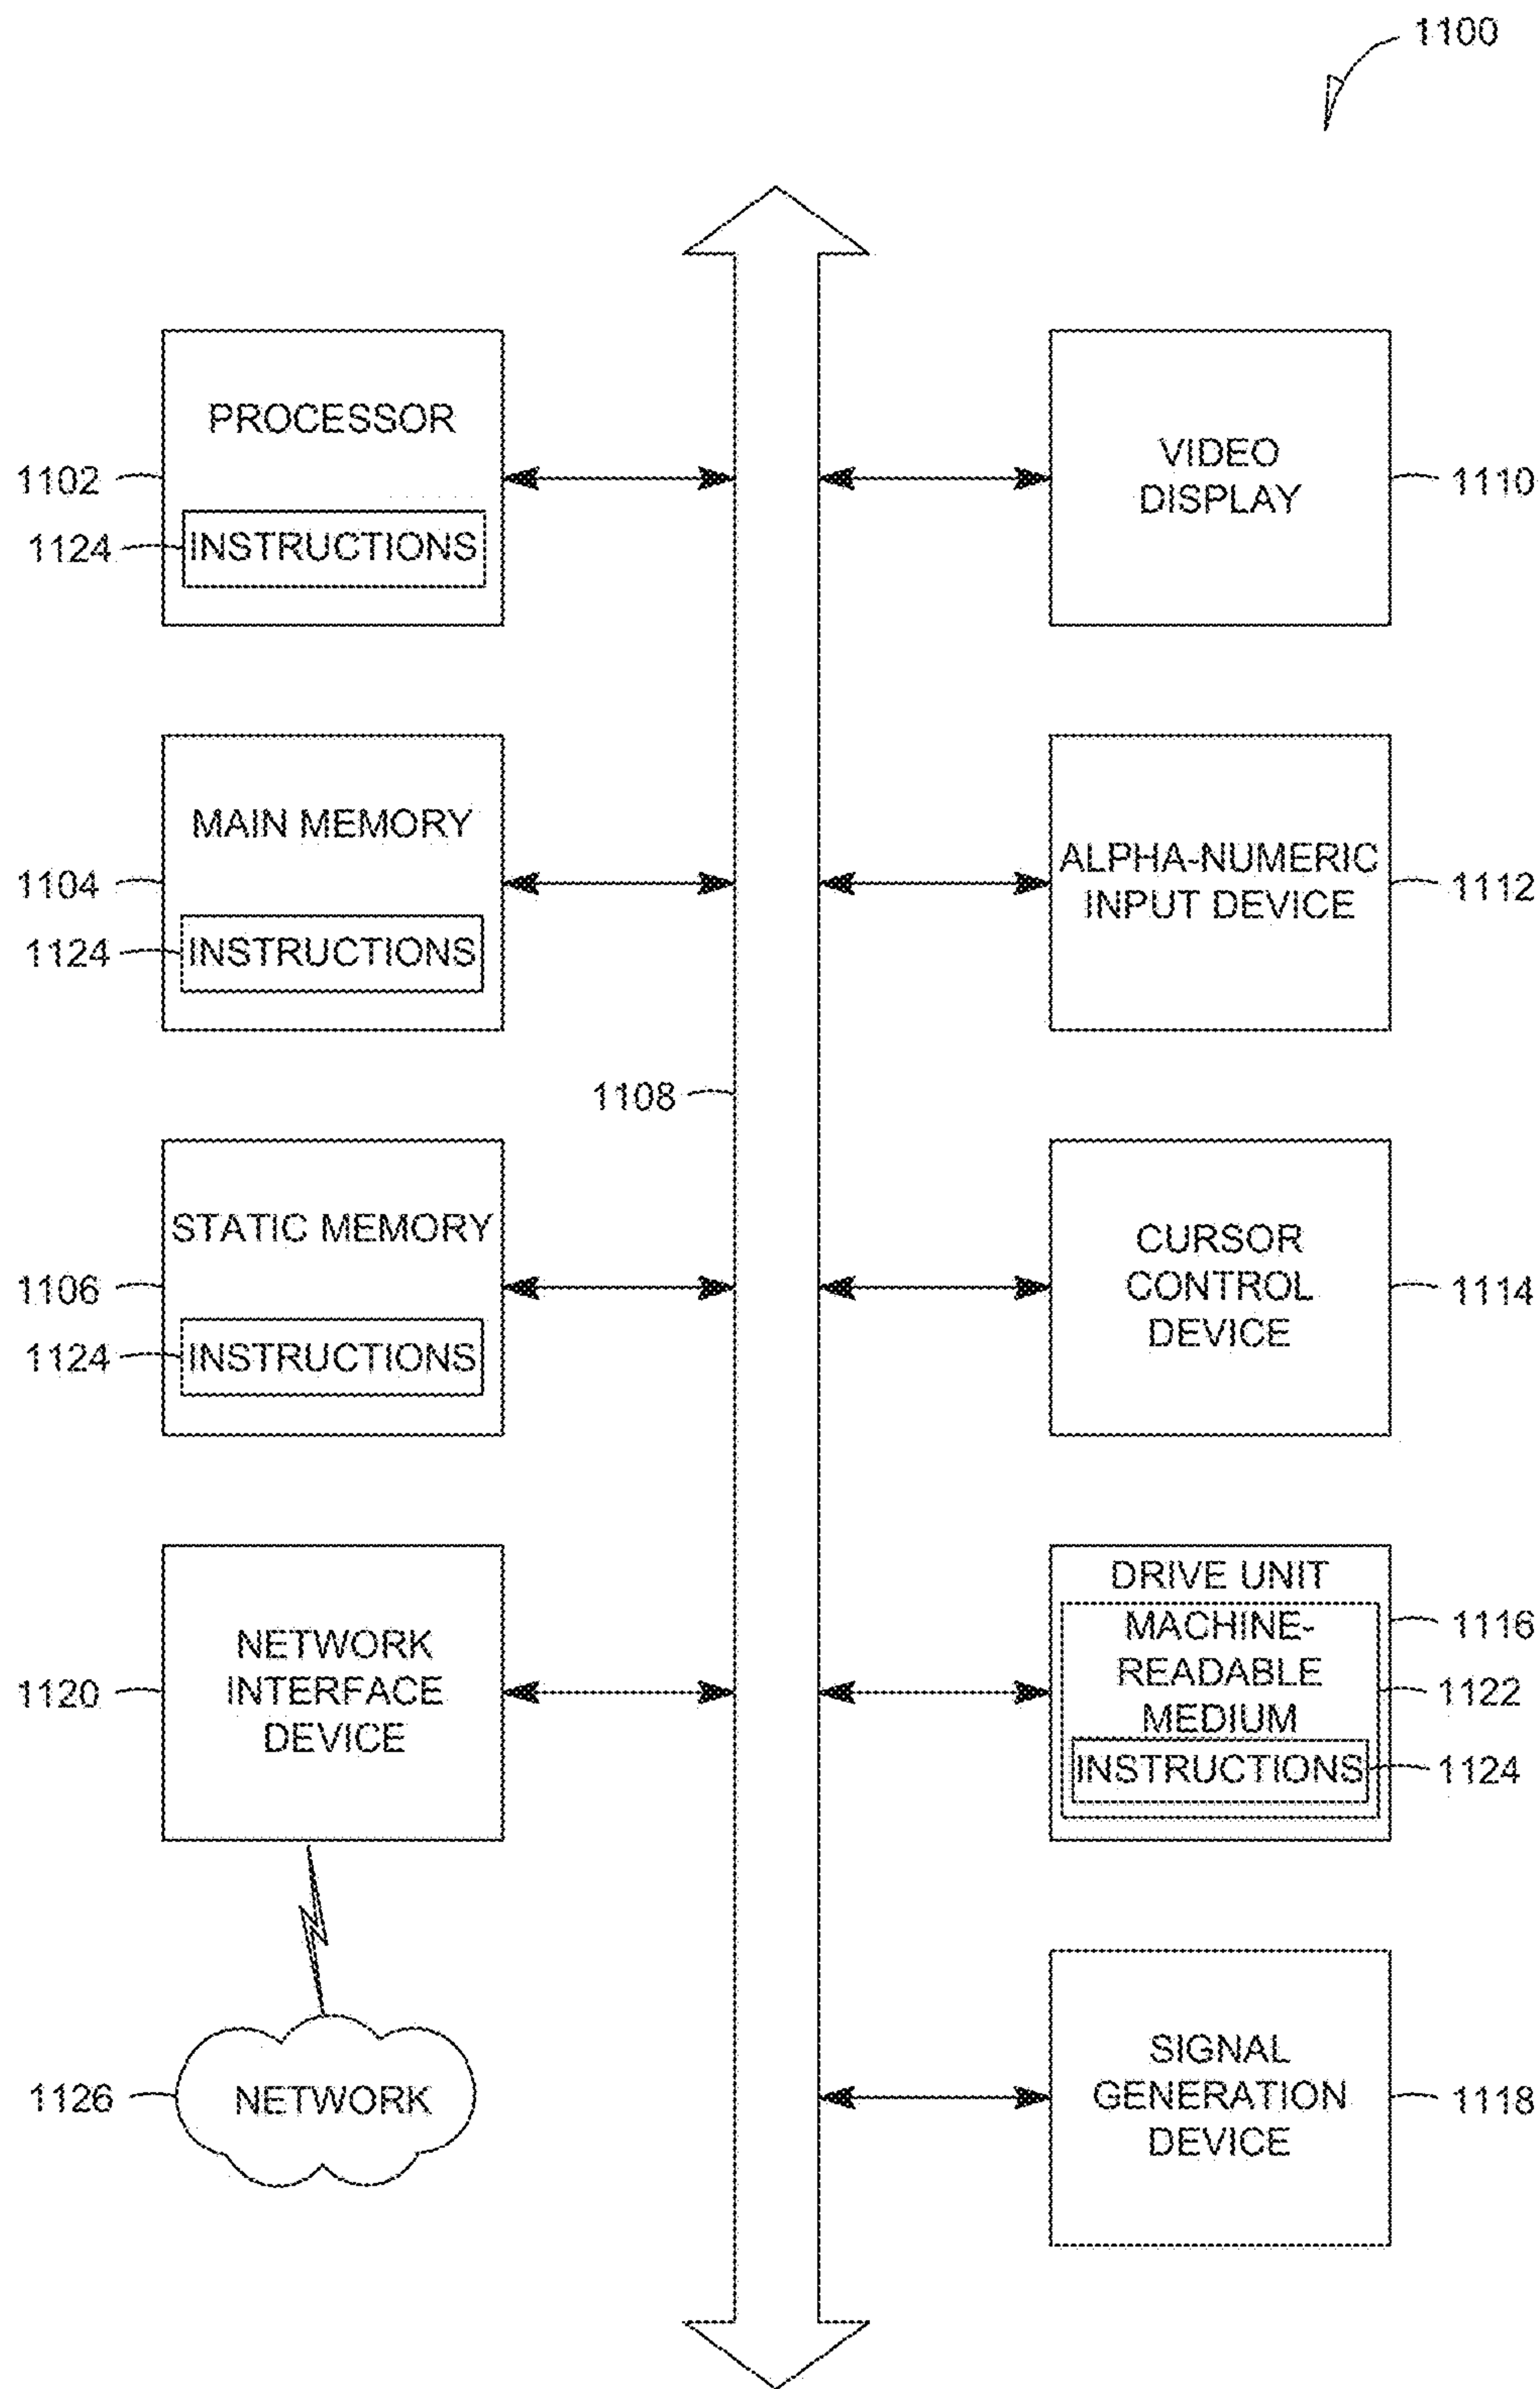 1100
PROCESSOR
1102
1124
INSTRUCTIONS
VIDEO
DISPLAY
1110
MAIN MEMORY
1104
1124
INSTRUCTIONS
ALPHA-NUMERIC
INPUT DEVICE
1112
1108
STATIC MEMORY
1106
1124
INSTRUCTIONS
CURSOR
CONTROL
DEVICE
1114
NETWORK
INTERFACE
DEVICE
1120
DRIVE UNIT
MACHINE-
READABLE
MEDIUM
INSTRUCTIONS
1116
1122
1124
NETWORK
1126
SIGNAL
GENERATION
DEVICE
1118